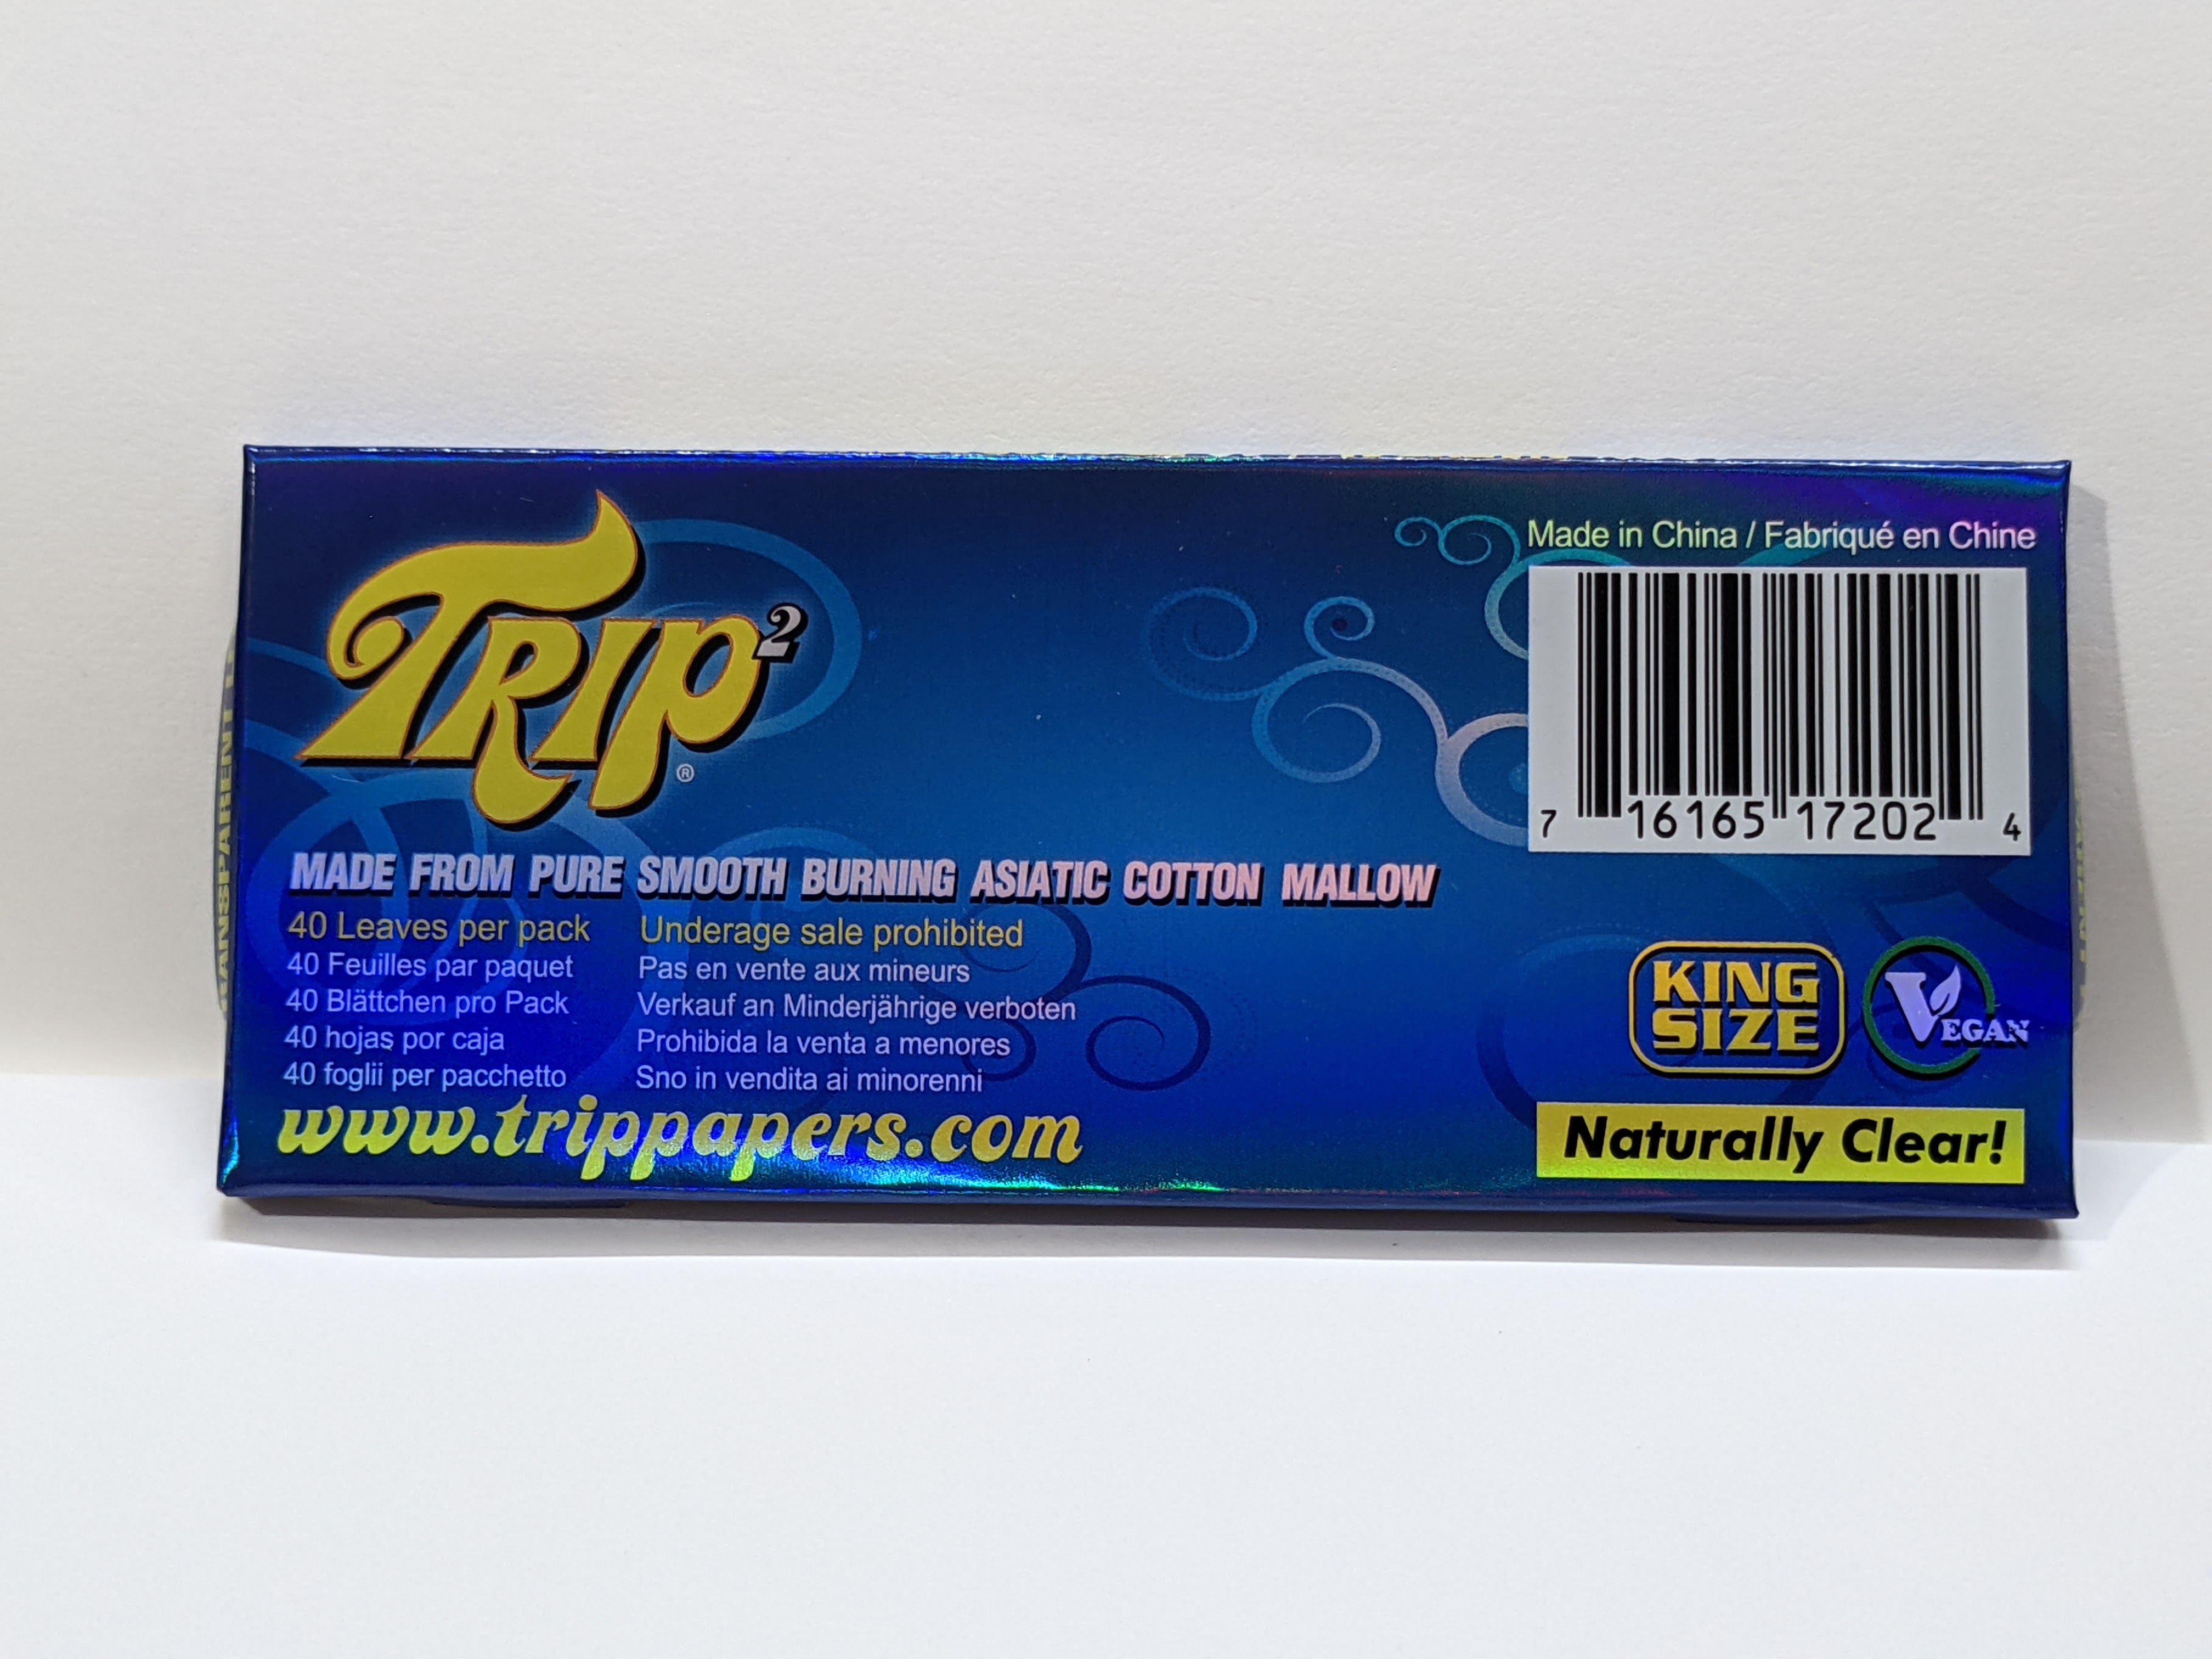 TRIP2®
MADE FROM PURE SMOOTH BURNING ASIATIC COTTON MALLOW
40 Leaves per pack
40 Feuilles par paquet
40 Blättchen pro Pack
40 hojas por caja
40 foglii per pacchetto
Underage sale prohibited
Pas en vente aux mineurs
Verkauf an Minderjährige verboten
Prohibida la venta a menores
Sno in vendita ai minorenni
www.trippapers.com
Made in China / Fabriqué en Chine
7 16165 17202 4
KING
SIZE
VEGAN
Naturally Clear!